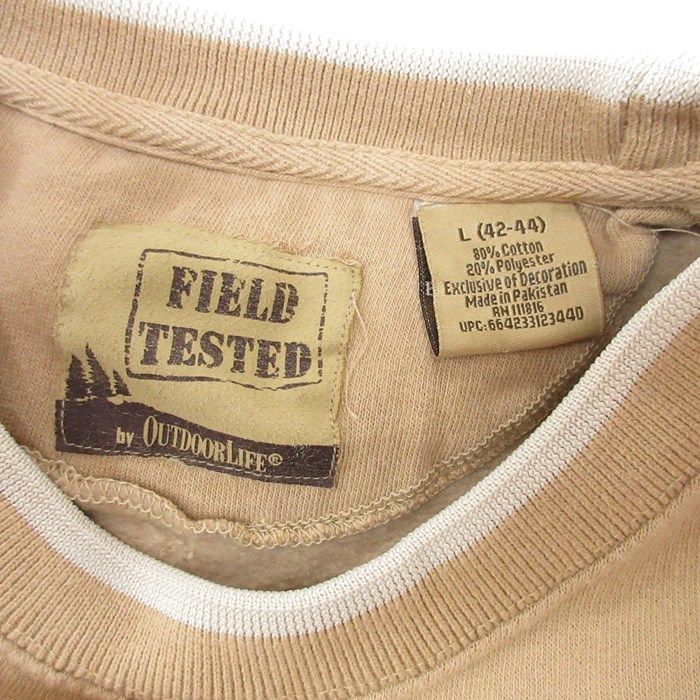 FIELD
TESTED
by OUTDOORLIFE®
L (42-44)
80% Cotton
20% Polyester
Exclusive of Decoration
Made in Pakistan
RN 111816
UPC: 664233123440